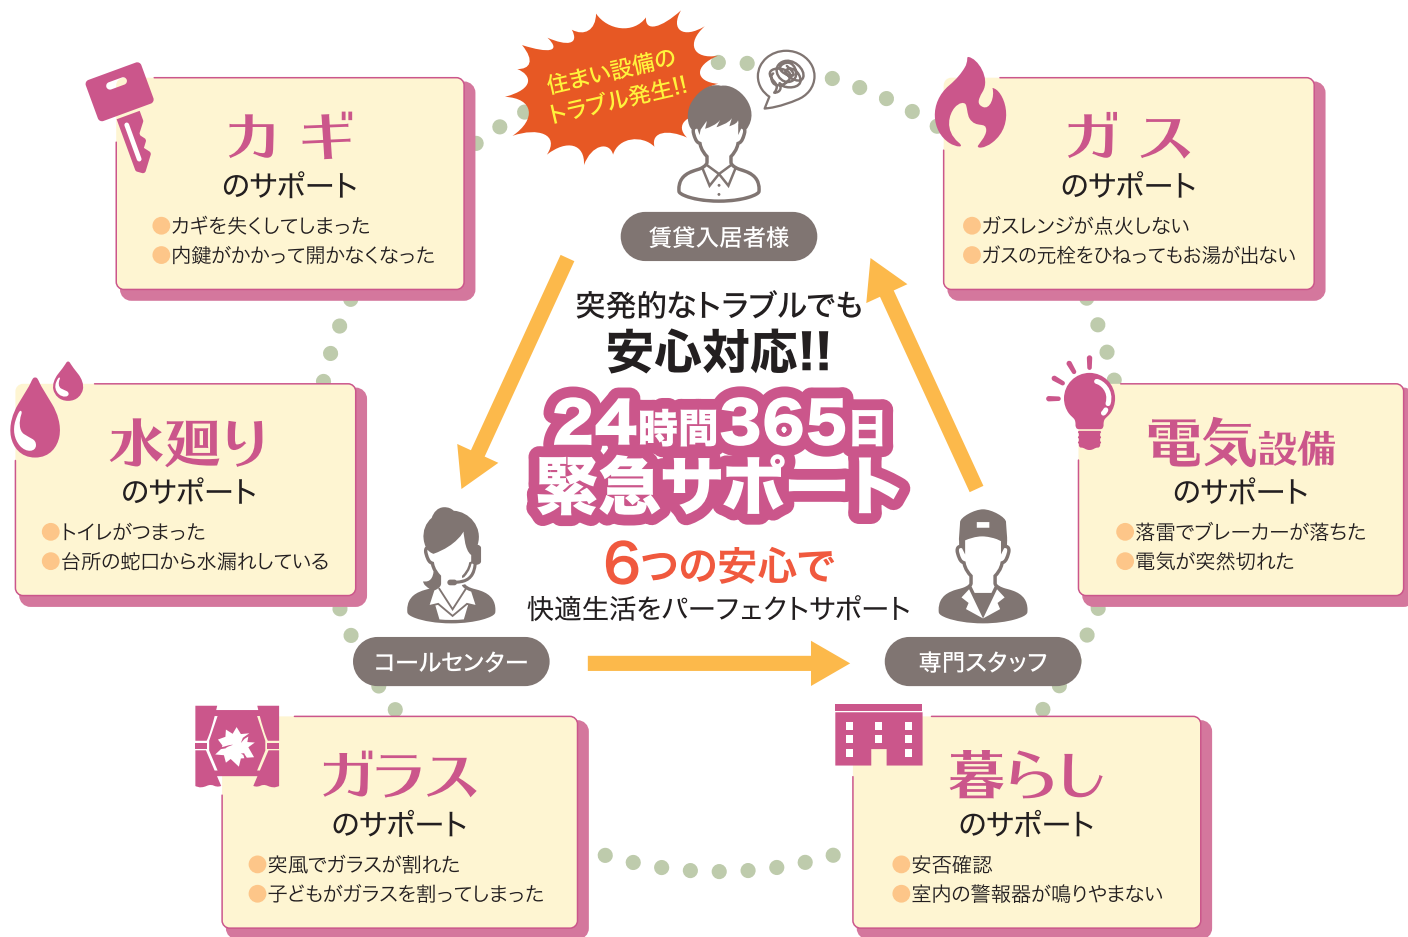 住まい設備の
トラブル発生!!
賃貸入居者様
カギ
のサポート
●カギを失くしてしまった
●内鍵がかかって開かなくなった
ガス
のサポート
●ガスレンジが点火しない
●ガスの元栓をひねってもお湯が出ない
突発的なトラブルでも
安心対応!!
24時間365日
緊急サポート
6つの安心で
快適生活をパーフェクトサポート
水廻り
のサポート
●トイレがつまった
●台所の蛇口から水漏れしている
電気設備
のサポート
●落雷でブレーカーが落ちた
●電気が突然切れた
コールセンター
専門スタッフ
ガラス
のサポート
●突風でガラスが割れた
●子どもがガラスを割ってしまった
暮らし
のサポート
●安否確認
●室内の警報器が鳴りやまない